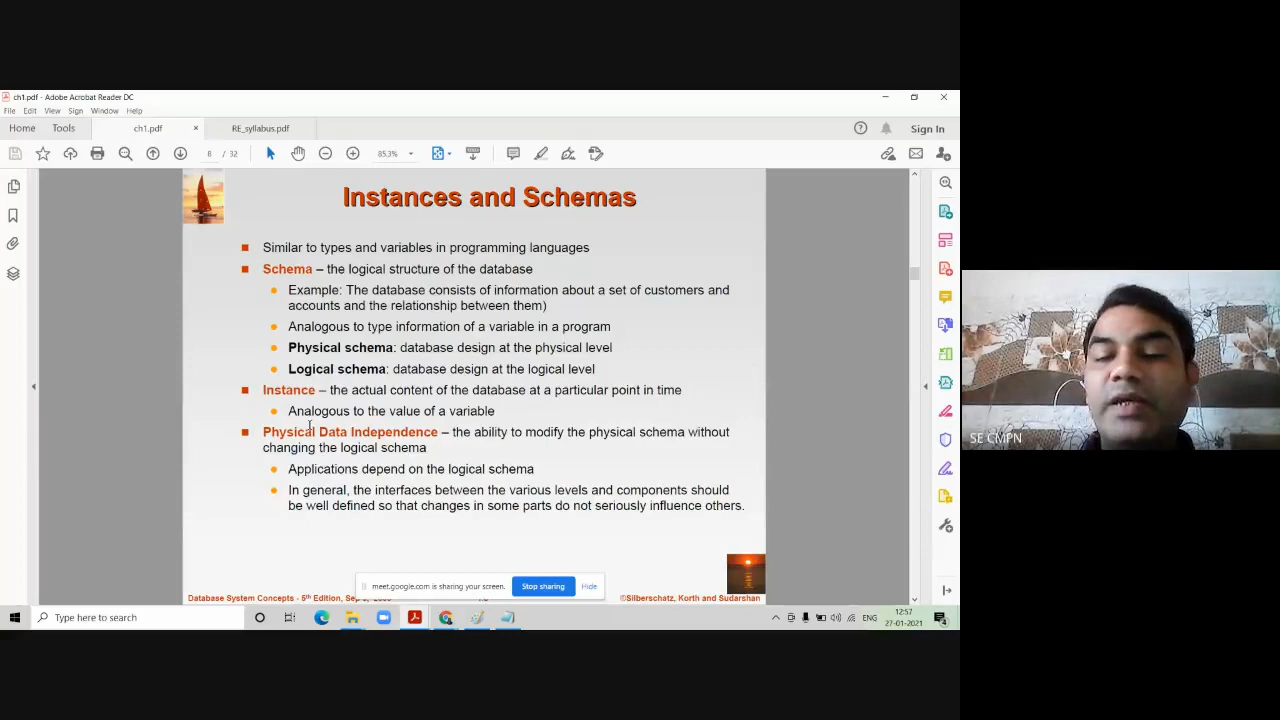 ch1.pdf - Adobe Acrobat Reader DC
File Edit View Sign Window Help
Home Tools ch1.pdf × RE_syllabus.pdf Sign In
8 / 32 85.3%
Instances and Schemas
Similar to types and variables in programming languages
Schema – the logical structure of the database
Example: The database consists of information about a set of customers and
accounts and the relationship between them)
Analogous to type information of a variable in a program
Physical schema: database design at the physical level
Logical schema: database design at the logical level
Instance – the actual content of the database at a particular point in time
Analogous to the value of a variable
Physical Data Independence – the ability to modify the physical schema without
changing the logical schema
Applications depend on the logical schema
In general, the interfaces between the various levels and components should
be well defined so that changes in some parts do not seriously influence others.
SE CMPN
meet.google.com is sharing your screen. Stop sharing Hide
Database System Concepts - 5th Edition, Sep
©Silberschatz, Korth and Sudarshan
Type here to search
ENG
12:57
27-01-2021